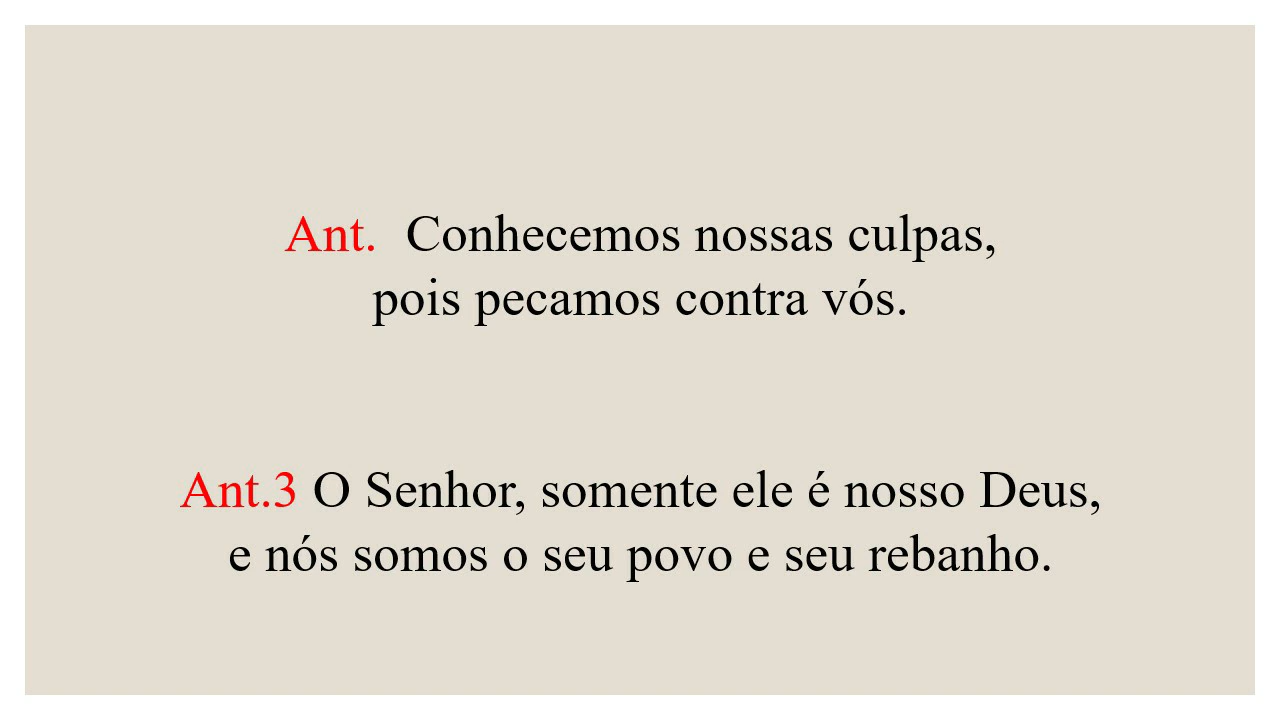 Ant.  Conhecemos nossas culpas,
pois pecamos contra vós.
Ant.3 O Senhor, somente ele é nosso Deus,
e nós somos o seu povo e seu rebanho.